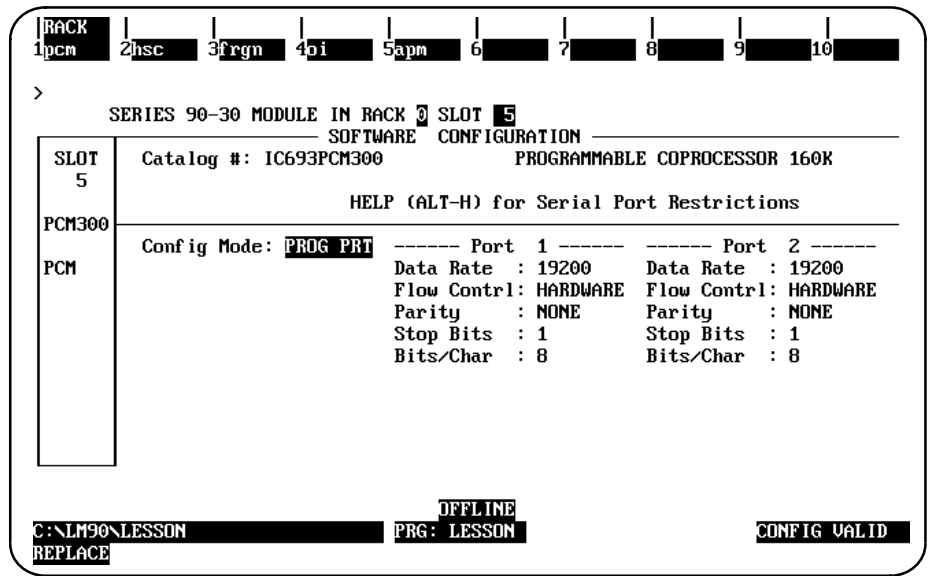 RACK
1pcm 2hsc 3frgn 4oi 5apm 6 7 8 9 10
>
SERIES 90-30 MODULE IN RACK 0 SLOT 5
SOFTWARE CONFIGURATION
SLOT Catalog #: IC693PCM300 PROGRAMMABLE COPROCESSOR 160K
5
HELP (ALT-H) for Serial Port Restrictions
PCM300
Config Mode: PROG PRT ------ Port 1 ------ ------ Port 2 ------
PCM Data Rate : 19200 Data Rate : 19200
Flow Contrl: HARDWARE Flow Contrl: HARDWARE
Parity : NONE Parity : NONE
Stop Bits : 1 Stop Bits : 1
Bits/Char : 8 Bits/Char : 8
OFFLINE
C:\LM90\LESSON PRG: LESSON CONFIG VALID
REPLACE